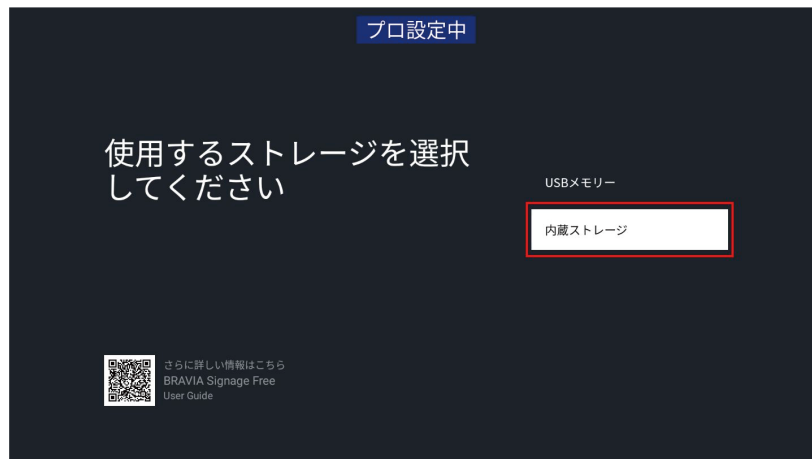 プロ設定中
使用するストレージを選択
してください
USBメモリー
内蔵ストレージ
さらに詳しい情報はこちら
BRAVIA Signage Free
User Guide